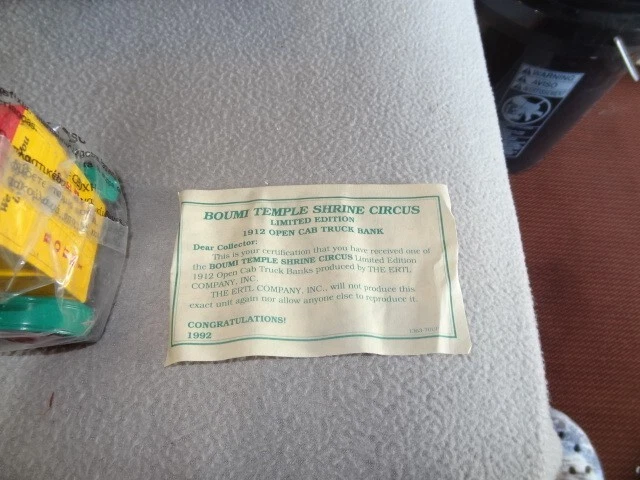 BOUMI TEMPLE SHRINE CIRCUS
LIMITED EDITION
1912 OPEN CAB TRUCK BANK
Dear Collector:
This is your certification that you have received one of
the BOUMI TEMPLE SHRINE CIRCUS Limited Edition
1912 Open Cab Truck Banks produced by THE ERTL
COMPANY, INC.
THE ERTL COMPANY, INC., will not produce this
exact unit again nor allow anyone else to reproduce it.
CONGRATULATIONS!
1992
WARNING
AVISO